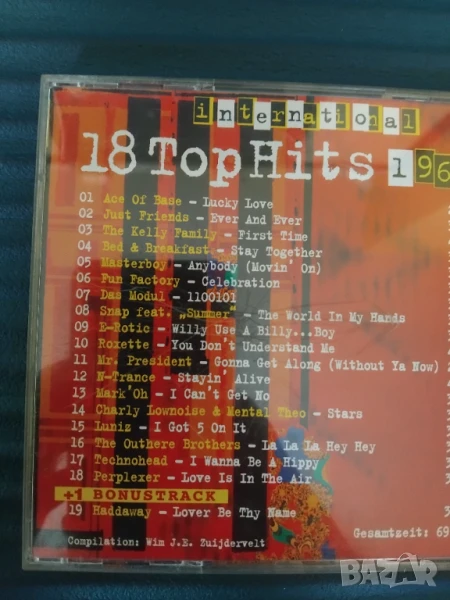 international
18 Top Hits 196
01 Ace Of Base – Lucky Love
02 Just Friends – Ever And Ever
03 The Kelly Family – First Time
04 Bed & Breakfast – Stay Together
05 Masterboy – Anybody (Movin' On)
06 Fun Factory – Celebration
07 Das Modul – 1100101
08 Snap feat. „Summer“ – The World In My Hands
09 E-Rotic – Willy Use A Billy...Boy
10 Roxette – You Don't Understand Me
11 Mr. President – Gonna Get Along (Without Ya Now)
12 N-Trance – Stayin' Alive
13 Mark'Oh – I Can't Get No
14 Charly Lownoise & Mental Theo – Stars
15 Luniz – I Got 5 On It
16 The Outhere Brothers – La La La Hey Hey
17 Technohead – I Wanna Be A Hippy
18 Perplexer – Love Is In The Air
+1 BONUSTRACK
19 Haddaway – Lover Be Thy Name
3
Gesamtzeit: 69
Compilation: Wim J.E. Zuijdervelt
BAZAR